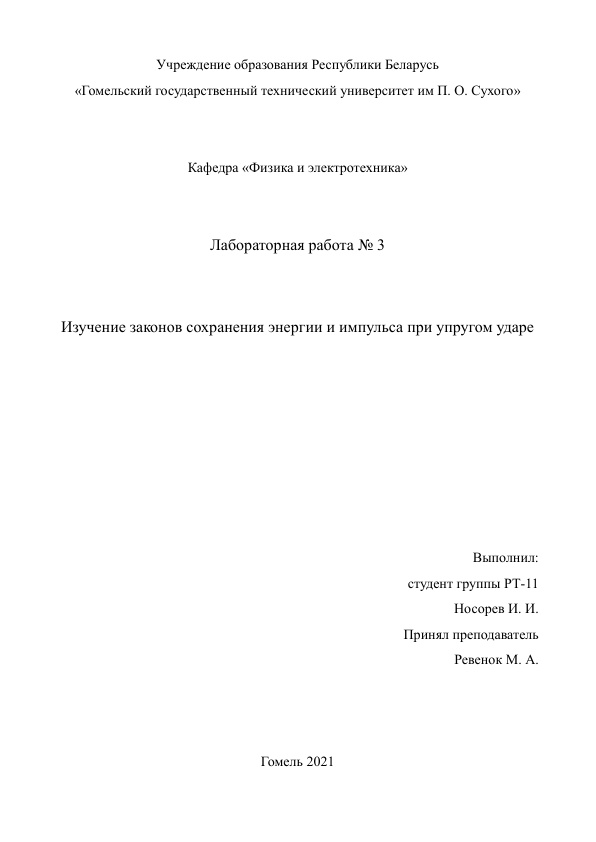 Учреждение образования Республики Беларусь
«Гомельский государственный технический университет им П. О. Сухого»
Кафедра «Физика и электротехника»
Лабораторная работа № 3
Изучение законов сохранения энергии и импульса при упругом ударе
Выполнил:
студент группы РТ-11
Носорев И. И.
Принял преподаватель
Ревенок М. А.
Гомель 2021